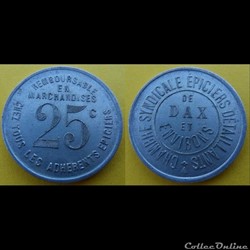 REMBOURSABLE
EN
MARCHANDISES
25c
CHEZ TOUS LES ADHERENTS EPICIERS
CHAMBRE SYNDICALE EPICIERS DETAILLANTS
DE
DAX
ET
ENVIRONS
CollecOnline